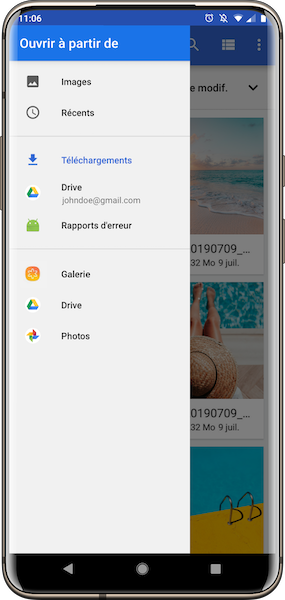 11:06
Ouvrir à partir de
Images
e modif.
Récents
Téléchargements
Drive
johndoe@gmail.com
Rapports d'erreur
0190709_...
32 Mo 9 juil.
Galerie
Drive
Photos
0190709_...
32 Mo 9 juil.